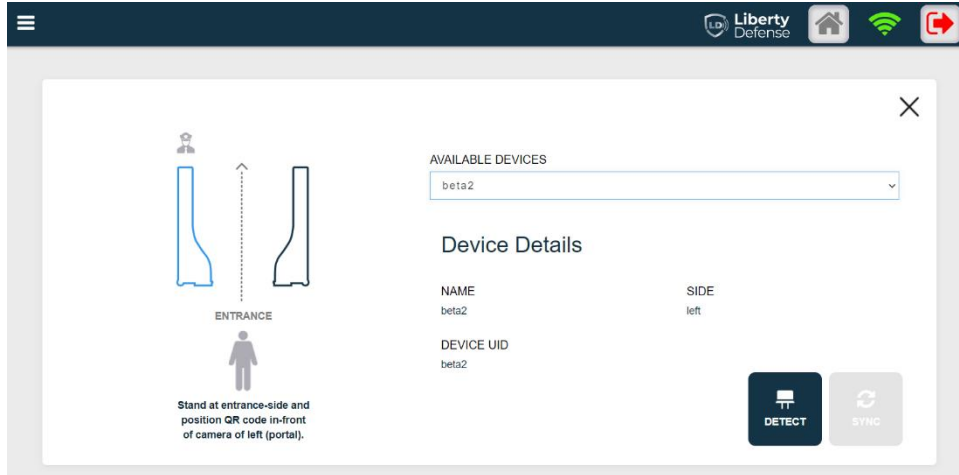 LD
Liberty
Defense
AVAILABLE DEVICES
beta2
Device Details
NAME
SIDE
beta2
left
DEVICE UID
beta2
ENTRANCE
Stand at entrance-side and
position QR code in-front
of camera of left (portal).
DETECT
SYNC